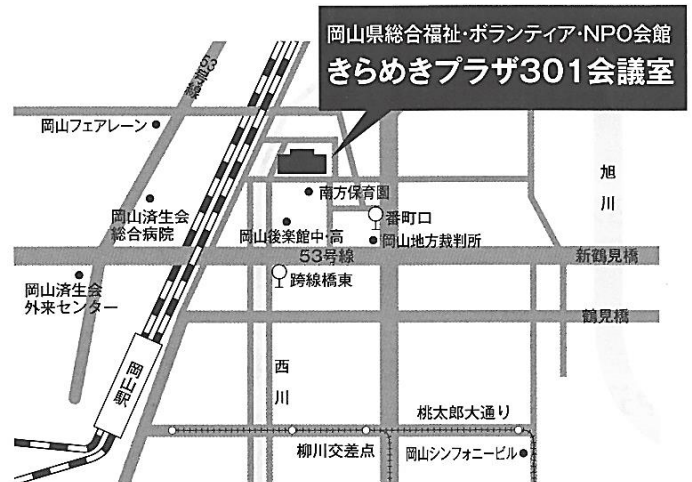 岡山県総合福祉・ボランティア・NPO会館
きらめきプラザ301会議室
53号線
岡山フェアレーン
旭川
南方保育園
岡山済生会
総合病院
番町口
岡山後楽館中・高
岡山地方裁判所
53号線
新鶴見橋
岡山済生会
外来センター
跨線橋東
鶴見橋
岡山駅
西川
桃太郎大通り
柳川交差点
岡山シンフォニービル